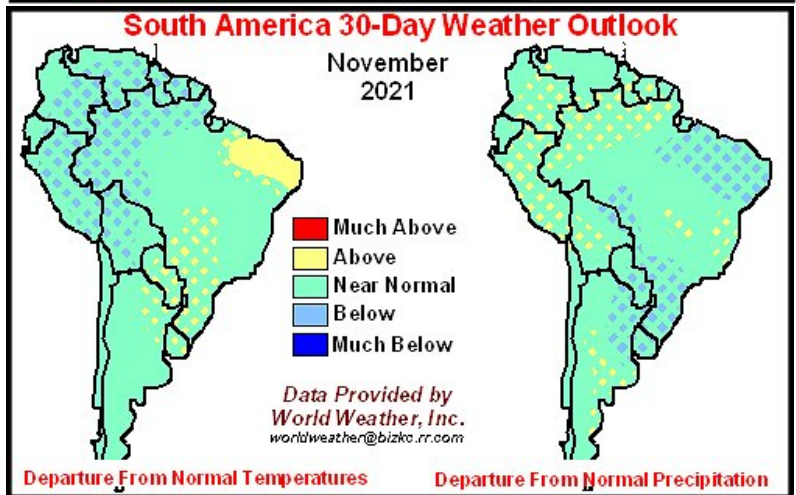 South America 30-Day Weather Outlook
November
2021
Much Above
Above
Near Normal
Below
Much Below
Data Provided by
World Weather, Inc.
worldweather@bizkc.rr.com
Departure From Normal Temperatures
Departure From Normal Precipitation